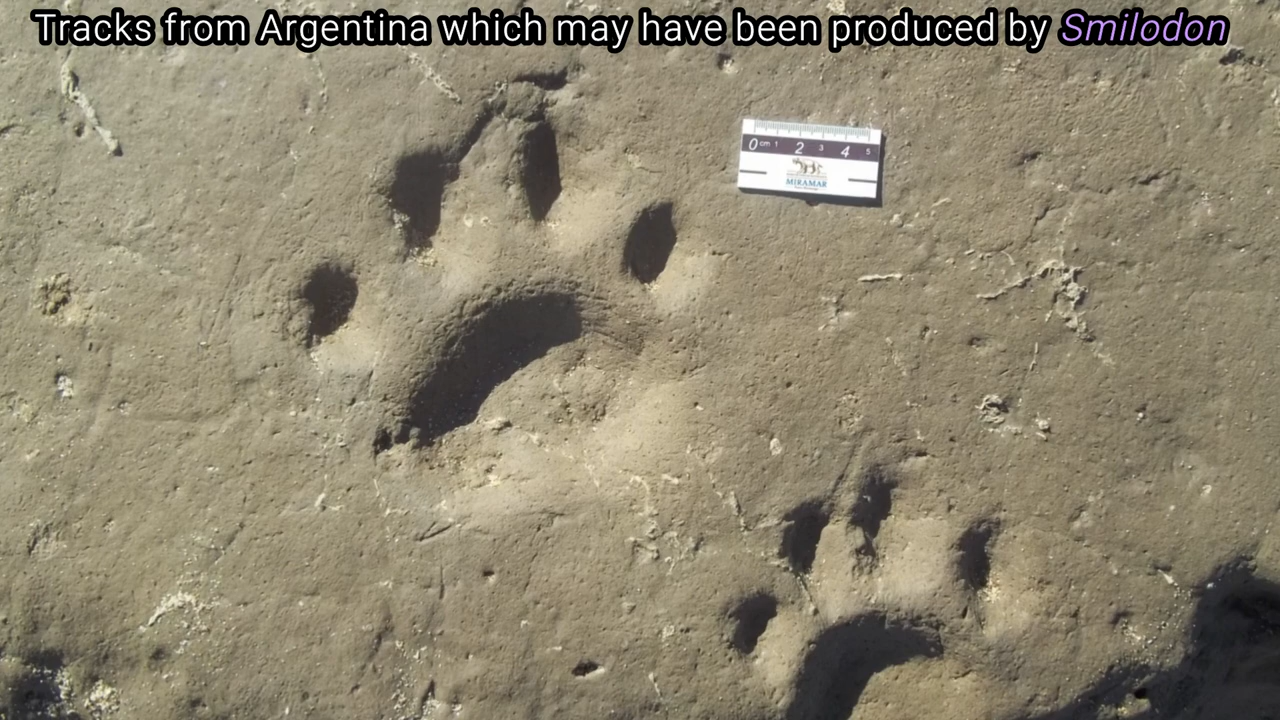 Tracks from Argentina which may have been produced by Smilodon
0 cm 1 2 3 4 5
MIRAMAR